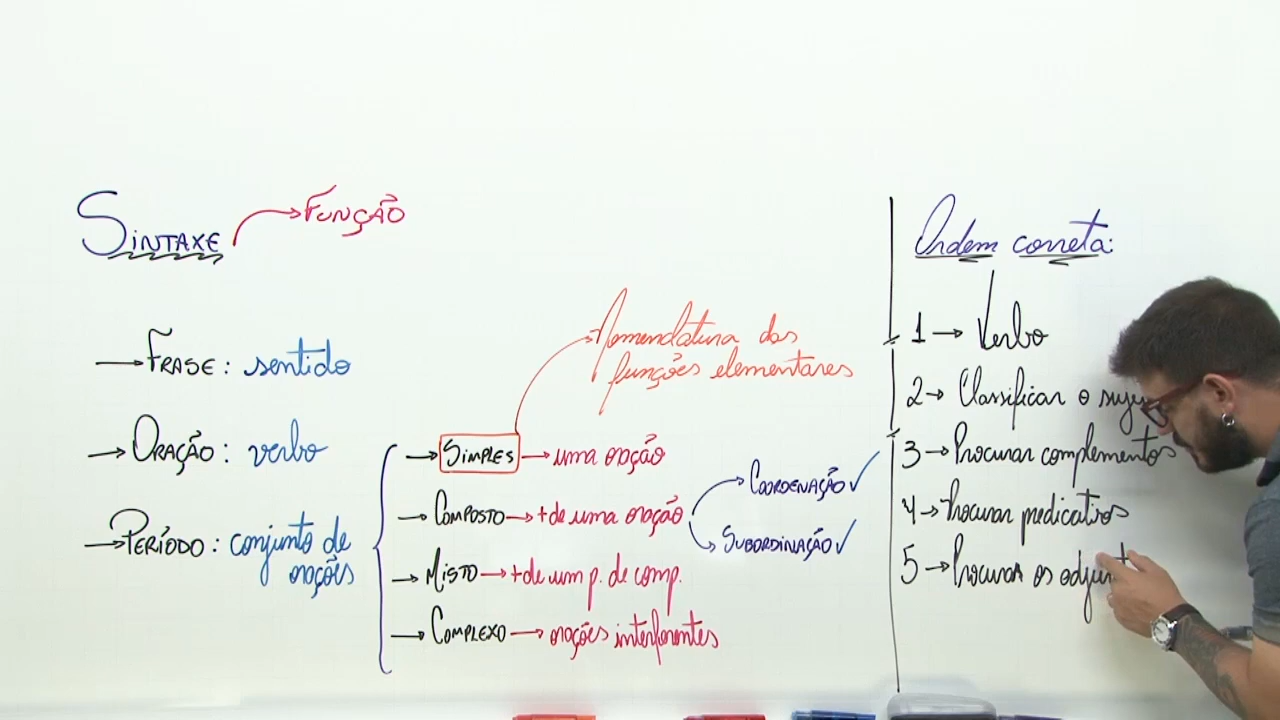 SINTAXE
FUNÇÃO
FRASE: sentido
ORAÇÃO: verbo
PERÍODO: conjunto de
orações
SIMPLES
uma oração
Nomenclatura das
funções elementares
COMPOSTO
+ de uma oração
COORDENAÇÃO
SUBORDINAÇÃO
MISTO
+ de um p. de comp.
COMPLEXO
orações interferentes
Ordem correta:
1 → Verbo
2 → Classificar o
3 → Procurar complementos
4 → Procurar predicativos
5 → Procurar os